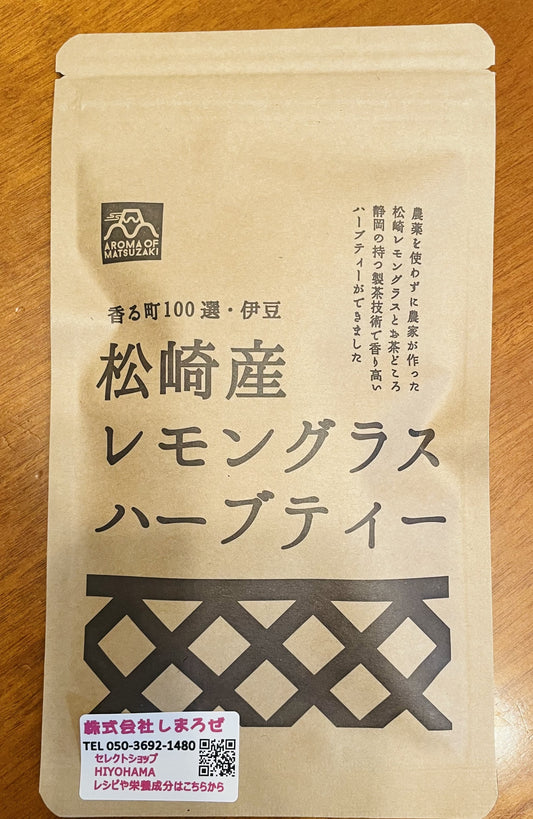 AROMA OF
MATSUZAKI
農薬を使わずに農家が作った
松崎レモングラスとお茶どころ
静岡の持つ製茶技術で香り高い
ハーブティーができました
香る町100選・伊豆
松崎産
レモングラス
ハーブティー
株式会社しまろぜ
TEL 050-3692-1480
セレクトショップ
HIYOHAMA
レシピや栄養成分はこちらから